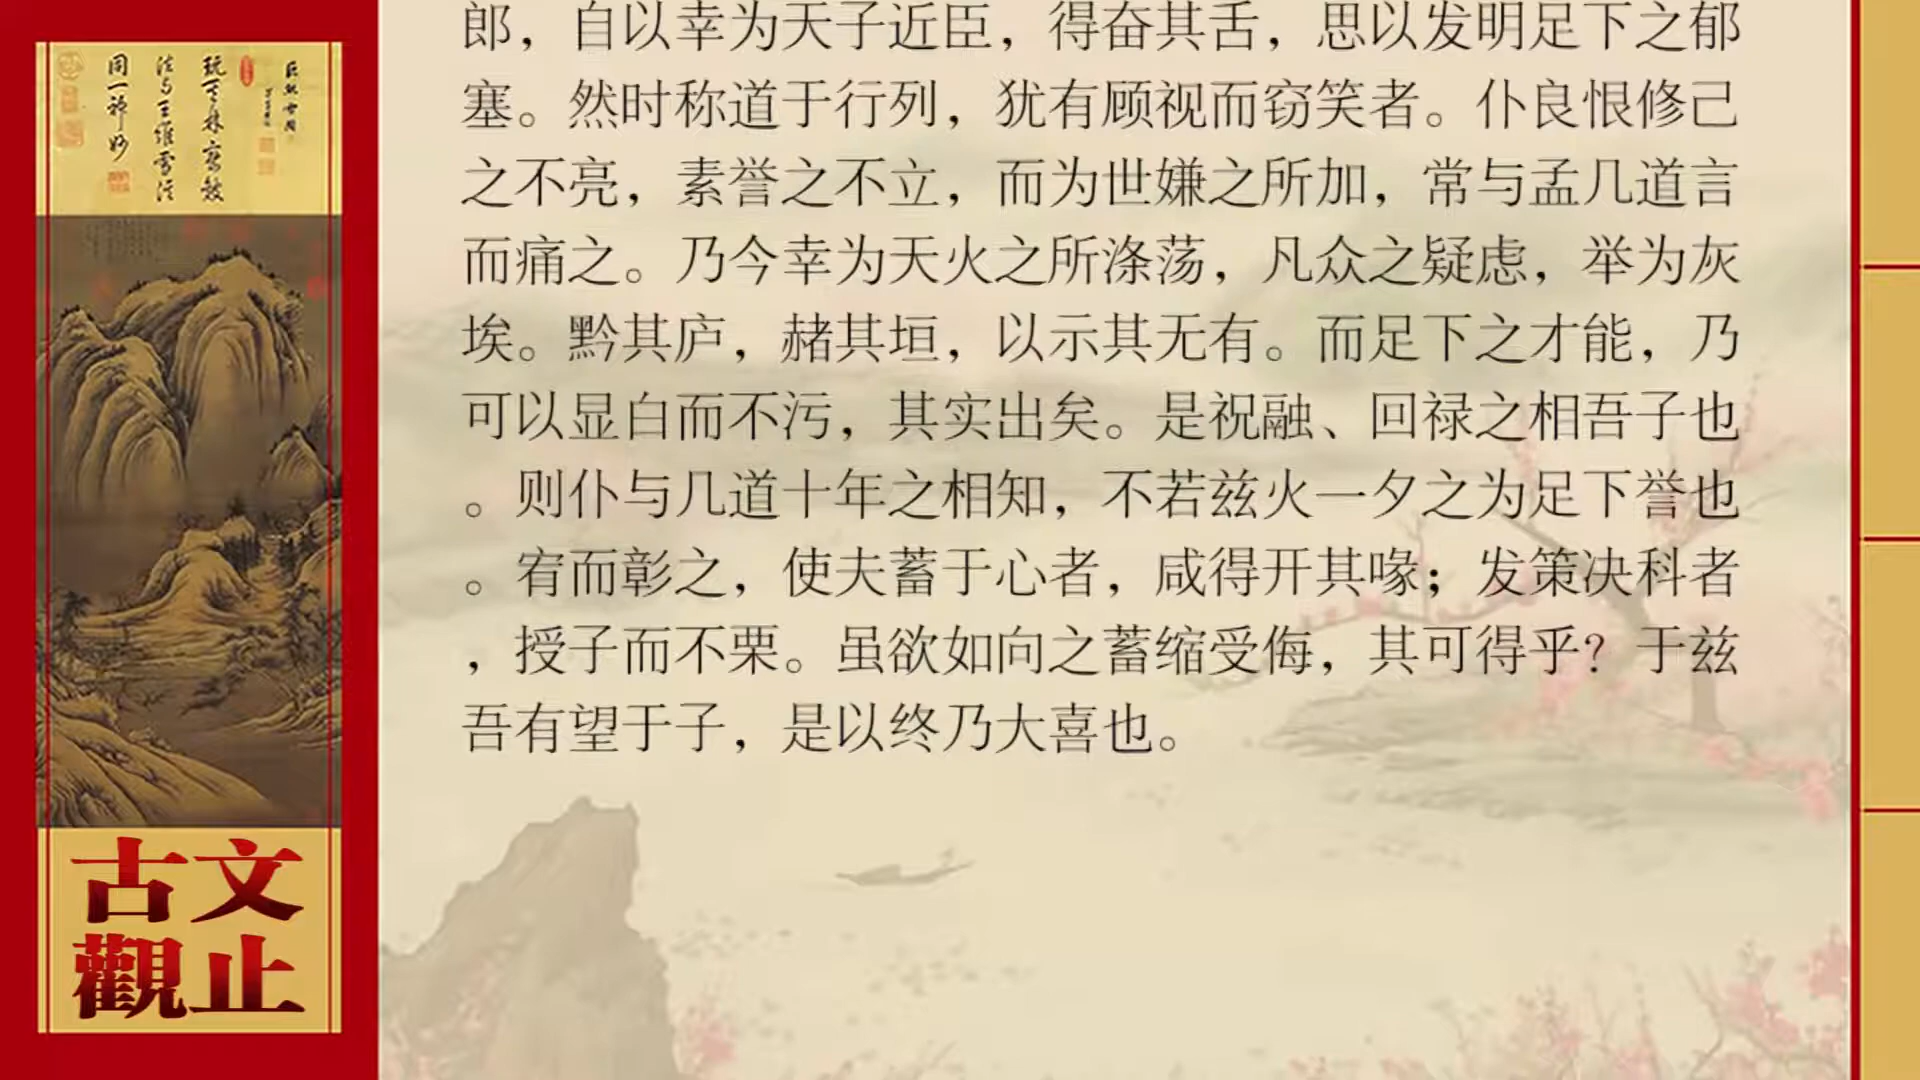 郎，自以幸为天子近臣，得奋其舌，思以发明足下之郁
塞。然时称道于行列，犹有顾视而窃笑者。仆良恨修己
之不亮，素誉之不立，而为世嫌之所加，常与孟几道言
而痛之。乃今幸为天火之所涤荡，凡众之疑虑，举为灰
埃。黔其庐，赭其垣，以示其无有。而足下之才能，乃
可以显白而不污，其实出矣。是祝融、回禄之相吾子也
。则仆与几道十年之相知，不若兹火一夕之为足下誉也
。宥而彰之，使夫蓄于心者，咸得开其喙；发策决科者
，授子而不栗。虽欲如向之蓄缩受侮，其可得乎？于兹
吾有望于子，是以终乃大喜也。
法与王维雪注
同一神妙
古文
觀止